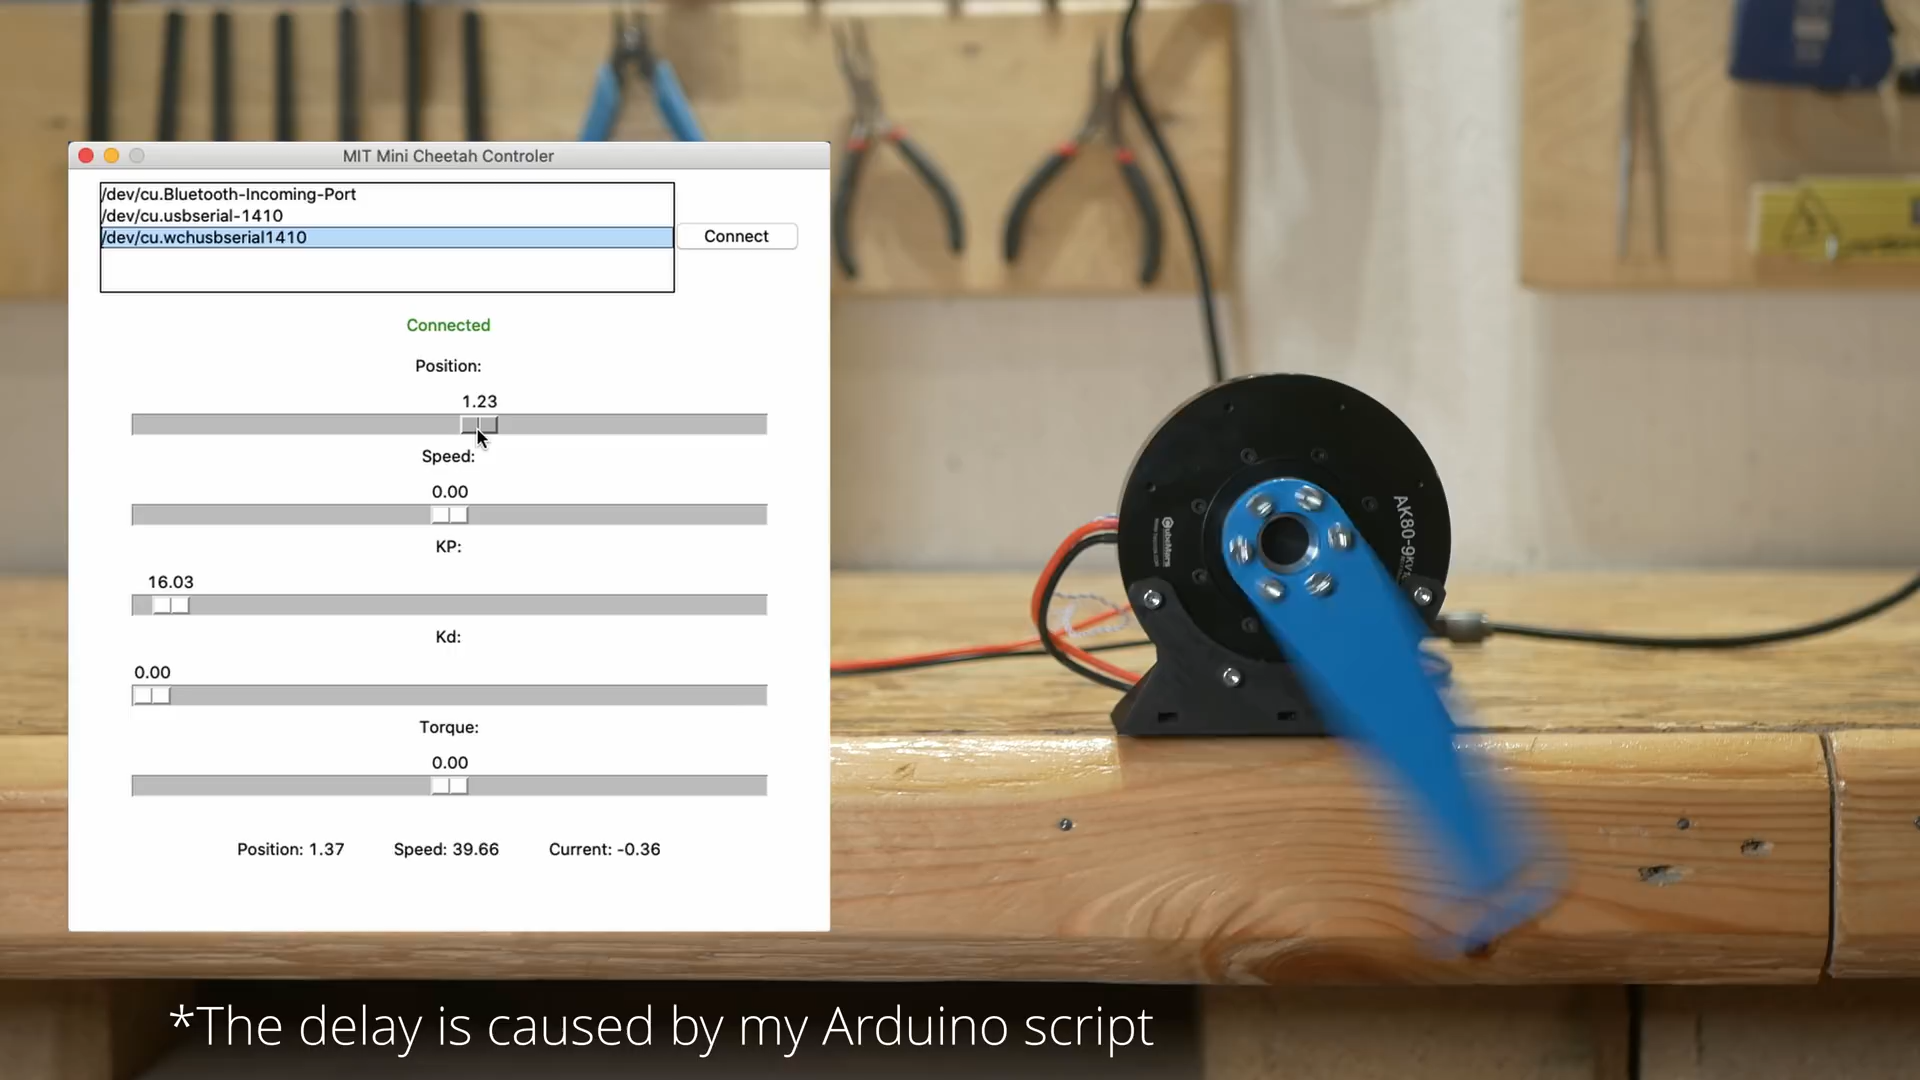 MIT Mini Cheetah Controler
/dev/cu.Bluetooth-Incoming-Port
/dev/cu.usbserial-1410
/dev/cu.wchusbserial1410
Connect
Connected
Position:
1.23
Speed:
0.00
KP:
16.03
Kd:
0.00
Torque:
0.00
Position: 1.37 Speed: 39.66 Current: -0.36
CubeMars
AK80-9
*The delay is caused by my Arduino script